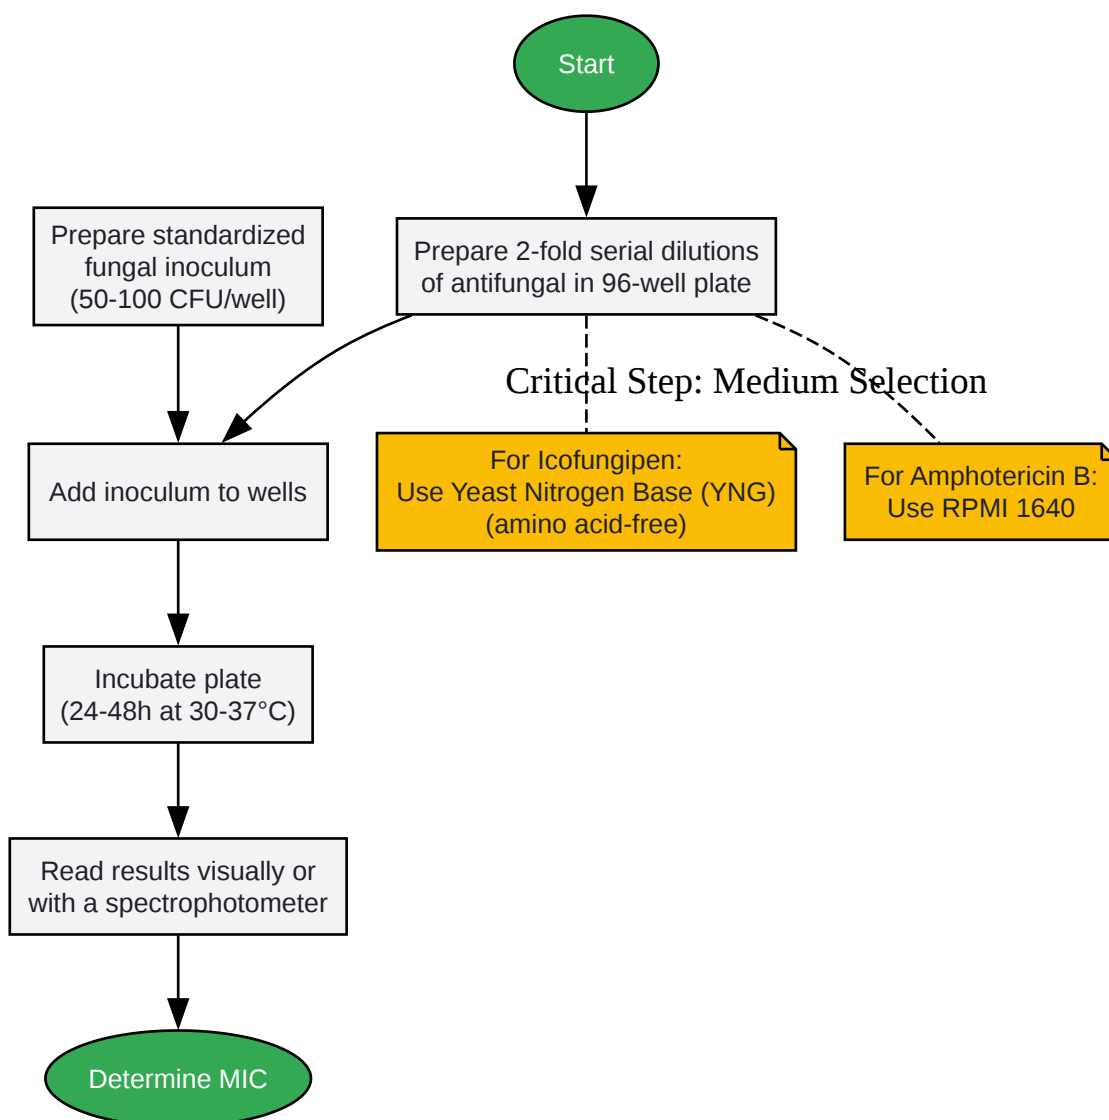 Start
Prepare standardized
fungal inoculum
(50-100 CFU/well)
Prepare 2-fold serial dilutions
of antifungal in 96-well plate
Critical Step: Medium Selection
Add inoculum to wells
For Icofungipen:
Use Yeast Nitrogen Base (YNG)
(amino acid-free)
For Amphotericin B:
Use RPMI 1640
Incubate plate
(24-48h at 30-37°C)
Read results visually or
with a spectrophotometer
Determine MIC